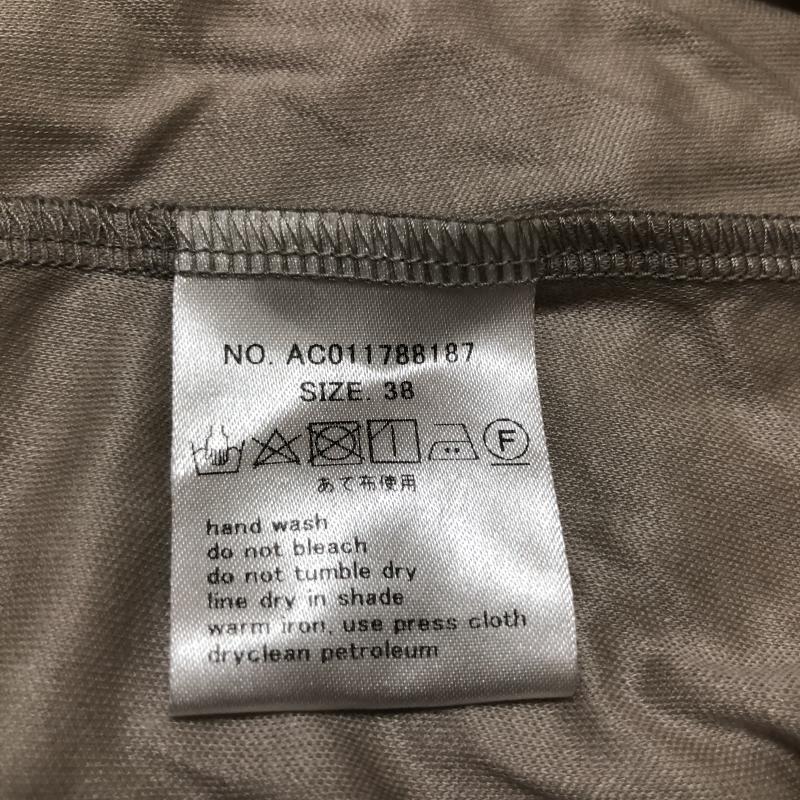 NO. AC011788187
SIZE. 38
F
あて布使用
hand wash
do not bleach
do not tumble dry
line dry in shade
warm iron, use press cloth
dryclean petroleum